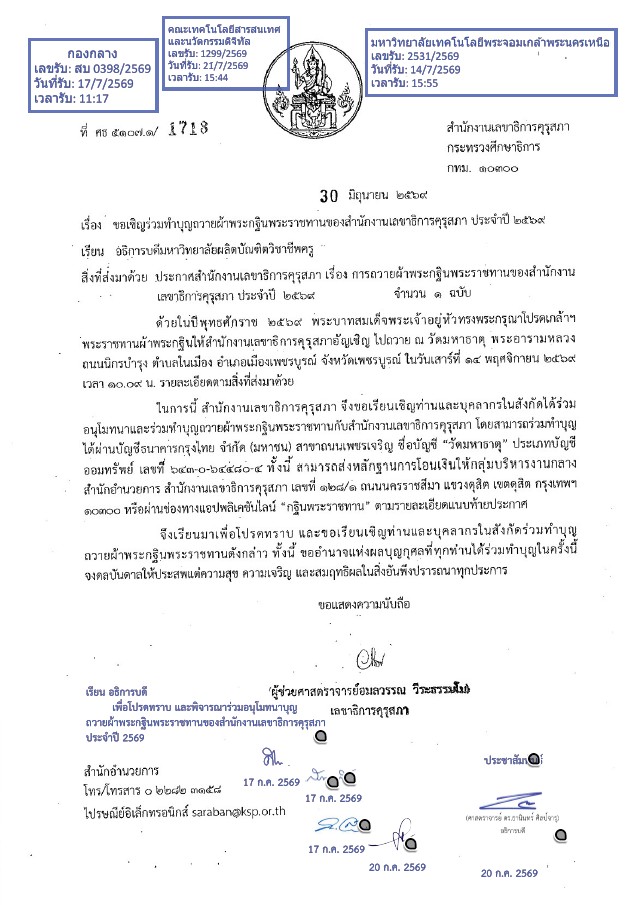 กองกลาง
เลขรับ: สบ 0398/2569
วันที่รับ: 17/7/2569
เวลารับ: 11:17
คณะเทคโนโลยีสารสนเทศ
และนวัตกรรมดิจิทัล
เลขรับ: 1299/2569
วันที่รับ: 21/7/2569
เวลารับ: 15:44
มหาวิทยาลัยเทคโนโลยีพระจอมเกล้าพระนครเหนือ
เลขรับ: 2531/2569
วันที่รับ: 14/7/2569
เวลารับ: 15:55
ที่ ศธ ๕๑๐๗.๑/ 1713
สำนักงานเลขาธิการคุรุสภา
กระทรวงศึกษาธิการ
กทม. ๑๐๓๐๐
30 มิถุนายน ๒๕๖๙
เรื่อง ขอเชิญร่วมทำบุญถวายผ้าพระกฐินพระราชทานของสำนักงานเลขาธิการคุรุสภา ประจำปี ๒๕๖๙
เรียน อธิการบดีมหาวิทยาลัยผลิตบัณฑิตวิชาชีพครู
สิ่งที่ส่งมาด้วย ประกาศสำนักงานเลขาธิการคุรุสภา เรื่อง การถวายผ้าพระกฐินพระราชทานของสำนักงาน
เลขาธิการคุรุสภา ประจำปี ๒๕๖๙ จำนวน ๑ ฉบับ
ด้วยในปีพุทธศักราช ๒๕๖๙ พระบาทสมเด็จพระเจ้าอยู่หัวทรงพระกรุณาโปรดเกล้าฯ
พระราชทานผ้าพระกฐินให้สำนักงานเลขาธิการคุรุสภาอัญเชิญ ไปถวาย ณ วัดมหาธาตุ พระอารามหลวง
ถนนนิกรบำรุง ตำบลในเมือง อำเภอเมืองเพชรบูรณ์ จังหวัดเพชรบูรณ์ ในวันเสาร์ที่ ๑๔ พฤศจิกายน ๒๕๖๙
เวลา ๑๐.๐๙ น. รายละเอียดตามสิ่งที่ส่งมาด้วย
ในการนี้ สำนักงานเลขาธิการคุรุสภา จึงขอเรียนเชิญท่านและบุคลากรในสังกัดได้ร่วม
อนุโมทนาและร่วมทำบุญถวายผ้าพระกฐินพระราชทานกับสำนักงานเลขาธิการคุรุสภา โดยสามารถร่วมทำบุญ
ได้ผ่านบัญชีธนาคารกรุงไทย จำกัด (มหาชน) สาขาถนนเพชรเจริญ ชื่อบัญชี "วัดมหาธาตุ" ประเภทบัญชี
ออมทรัพย์ เลขที่ ๖๔๓-๐-๖๔๔๘๐-๔ ทั้งนี้ สามารถส่งหลักฐานการโอนเงินให้กลุ่มบริหารงานกลาง
สำนักอำนวยการ สำนักงานเลขาธิการคุรุสภา เลขที่ ๑๒๘/๑ ถนนนครราชสีมา แขวงดุสิต เขตดุสิต กรุงเทพฯ
๑๐๓๐๐ หรือผ่านช่องทางแอปพลิเคชันไลน์ "กฐินพระราชทาน" ตามรายละเอียดแนบท้ายประกาศ
จึงเรียนมาเพื่อโปรดทราบ และขอเรียนเชิญท่านและบุคลากรในสังกัดร่วมทำบุญ
ถวายผ้าพระกฐินพระราชทานดังกล่าว ทั้งนี้ ขออำนาจแห่งผลบุญกุศลที่ทุกท่านได้ร่วมทำบุญในครั้งนี้
จงดลบันดาลให้ประสพแต่ความสุข ความเจริญ และสมฤทธิผลในสิ่งอันพึงปรารถนาทุกประการ
ขอแสดงความนับถือ
(ผู้ช่วยศาสตราจารย์อมลวรรณ วีระธรรมโม)
เลขาธิการคุรุสภา
เรียน อธิการบดี
เพื่อโปรดทราบ และพิจารณาร่วมอนุโมทนาบุญ
ถวายผ้าพระกฐินพระราชทานของสำนักงานเลขาธิการคุรุสภา
ประจำปี 2569
สำนักอำนวยการ
โทร/โทรสาร ๐ ๒๒๘๒ ๓๑๕๘
ไปรษณีย์อิเล็กทรอนิกส์ saraban@ksp.or.th
17 ก.ค. 2569
17 ก.ค. 2569
17 ก.ค. 2569
20 ก.ค. 2569
(ศาสตราจารย์ ดร.ธานินทร์ ศิลป์จารุ)
อธิการบดี
20 ก.ค. 2569